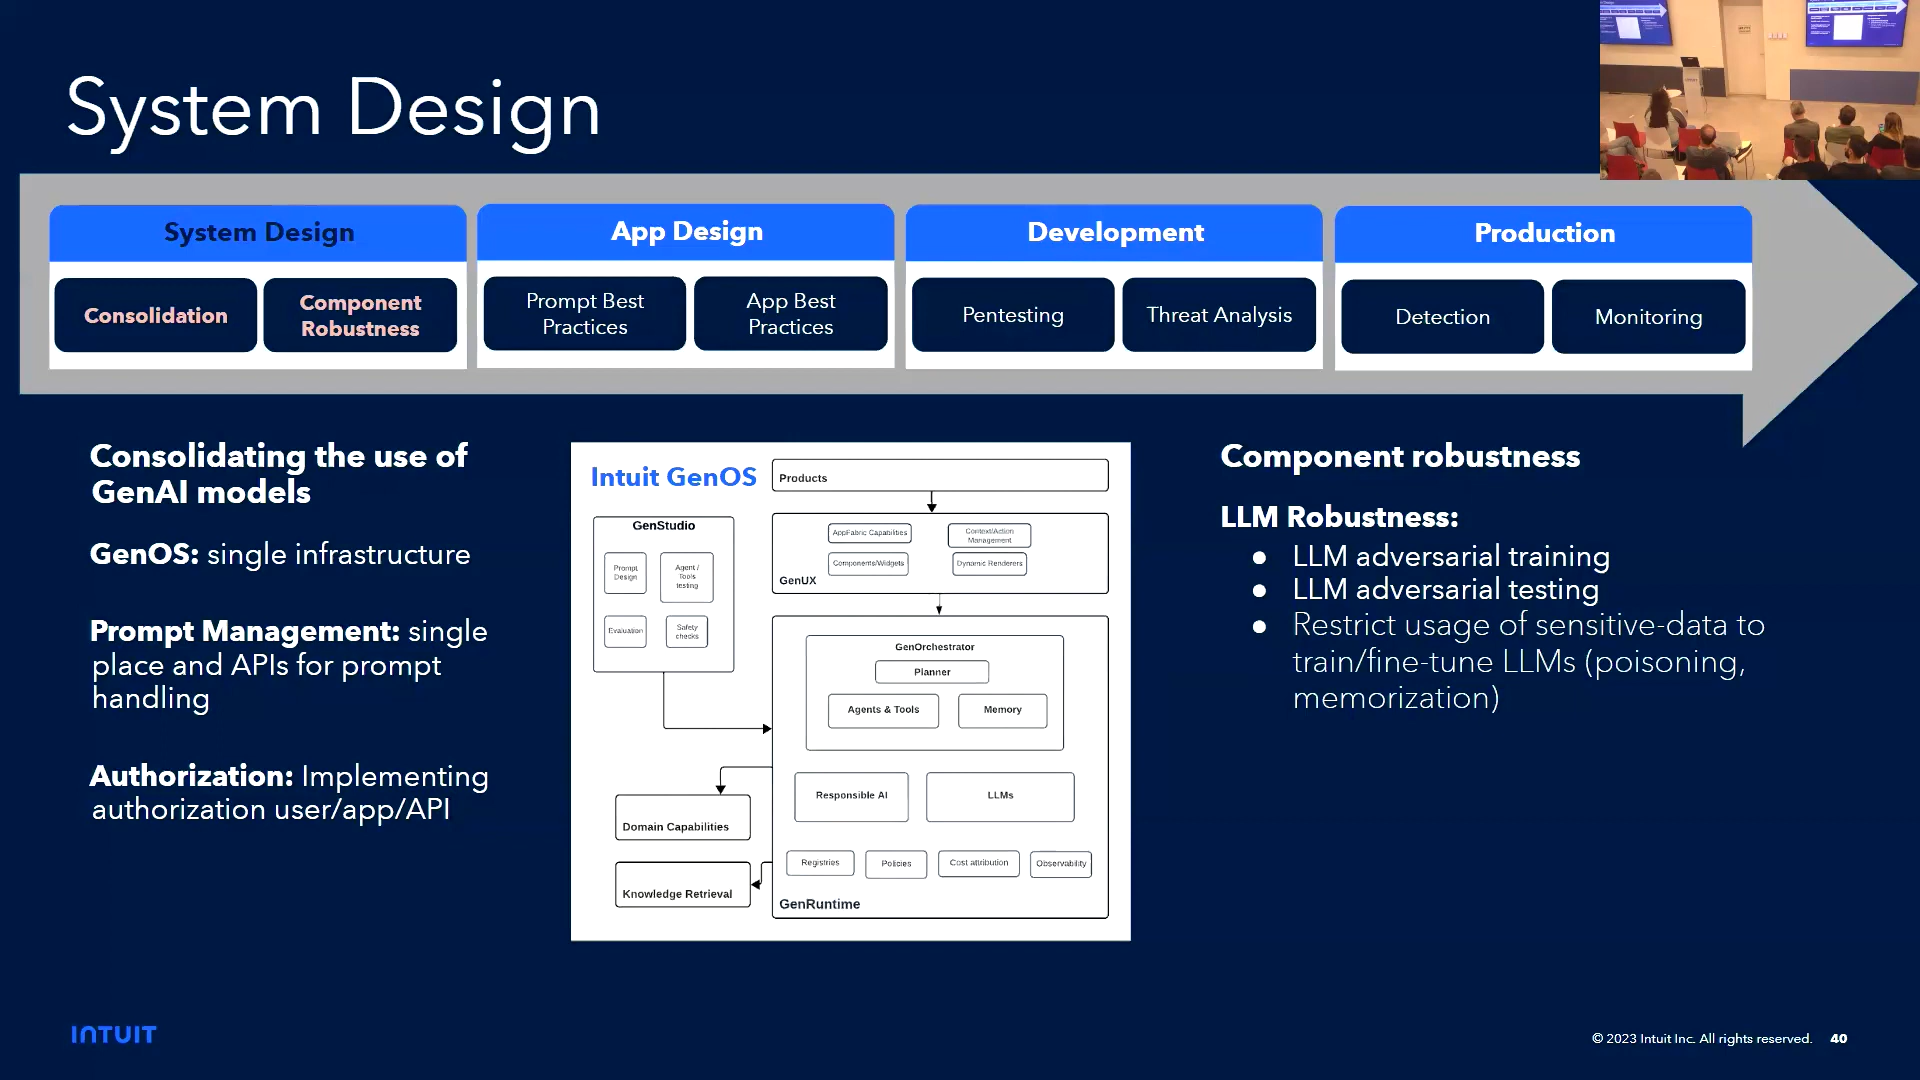 System Design
System Design
App Design
Development
Production
Consolidation
Component
Robustness
Prompt Best
Practices
App Best
Practices
Pentesting
Threat Analysis
Detection
Monitoring
Consolidating the use of
GenAI models
GenOS: single infrastructure
Prompt Management: single
place and APIs for prompt
handling
Authorization: Implementing
authorization user/app/API
Intuit GenOS
Products
GenStudio
Prompt
Design
Agent /
Tools
testing
Evaluation
Safety
checks
AppFabric Capabilities
Context/Action
Management
Components/Widgets
Dynamic Renderers
GenUX
GenOrchestrator
Planner
Agents & Tools
Memory
Responsible AI
LLMs
Domain Capabilities
Knowledge Retrieval
Registries
Policies
Cost attribution
Observability
GenRuntime
Component robustness
LLM Robustness:
● LLM adversarial training
● LLM adversarial testing
● Restrict usage of sensitive-data to
train/fine-tune LLMs (poisoning,
memorization)
INTUIT
© 2023 Intuit Inc. All rights reserved. 40